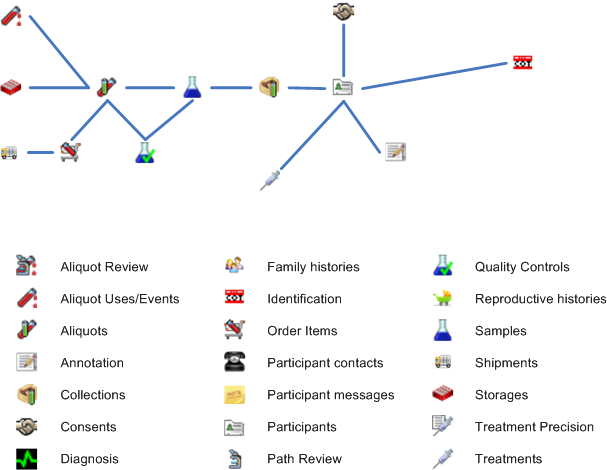 Aliquot Review
Family histories
Quality Controls
Aliquot Uses/Events
Identification
Reproductive histories
Aliquots
Order Items
Samples
Annotation
Participant contacts
Shipments
Collections
Participant messages
Storages
Consents
Participants
Treatment Precision
Diagnosis
Path Review
Treatments